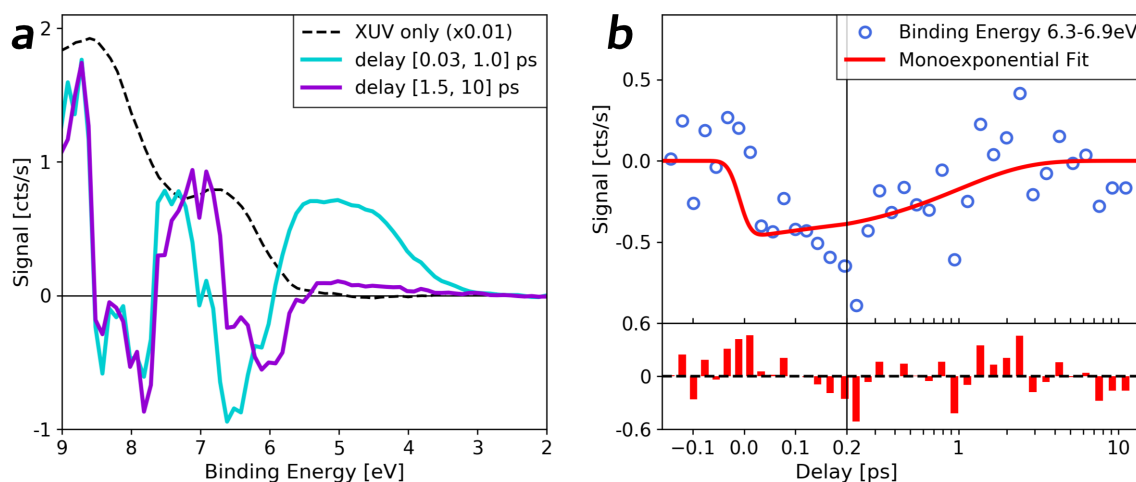 a
2
1
0
-1
Signal [cts/s]
9 8 7 6 5 4 3 2
Binding Energy [eV]
XUV only (x0.01)
delay [0.03, 1.0] ps
delay [1.5, 10] ps
b
0.5
0.0
-0.5
Signal [cts/s]
Binding Energy 6.3-6.9eV
Monoexponential Fit
0.6
0
-0.6
−0.1 0.0 0.1 0.2 1 10
Delay [ps]